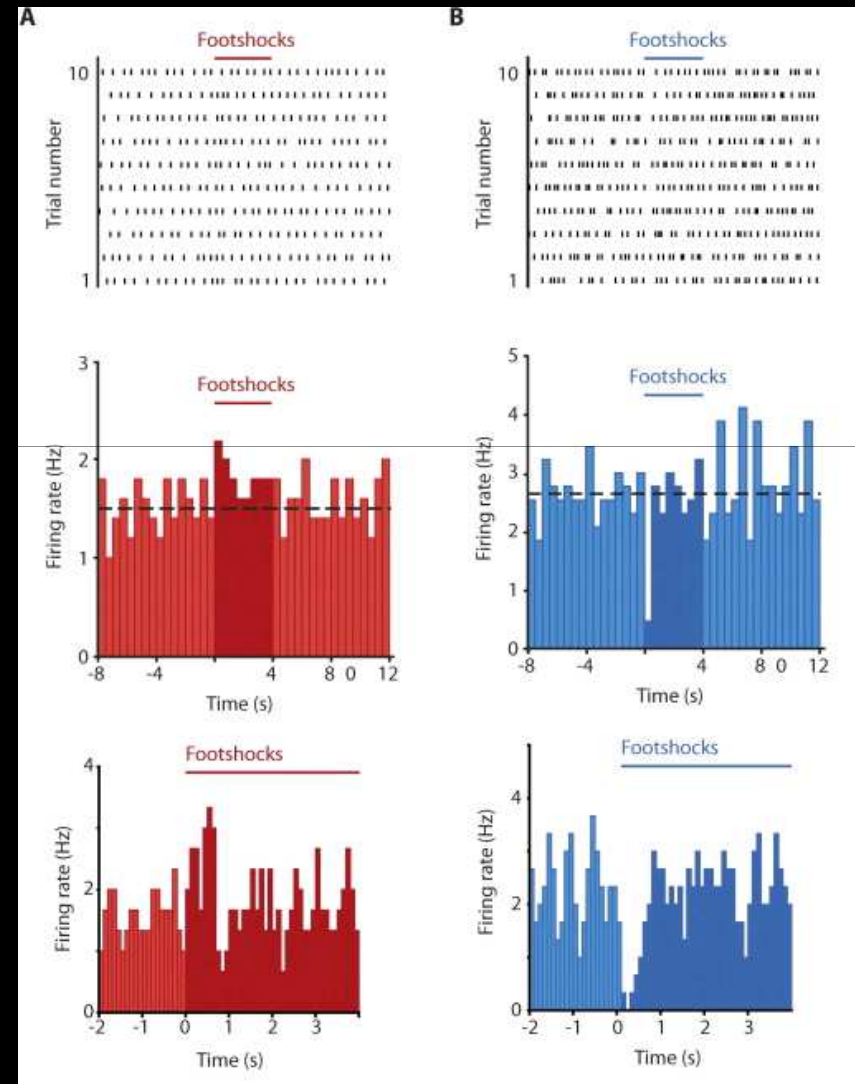 A
Footshocks
10
Trial number
1
3
Footshocks
2
Firing rate (Hz)
1
0
-8 -4 4 8 0 12
Time (s)
Footshocks
4
Firing rate (Hz)
2
0
-2 -1 0 1 2 3
Time (s)
B
Footshocks
10
Trial number
1
5
Footshocks
4
3
Firing rate (Hz)
2
1
0
-8 -4 4 8 0 12
Time (s)
Footshocks
4
Firing rate (Hz)
2
0
-2 -1 0 1 2 3
Time (s)